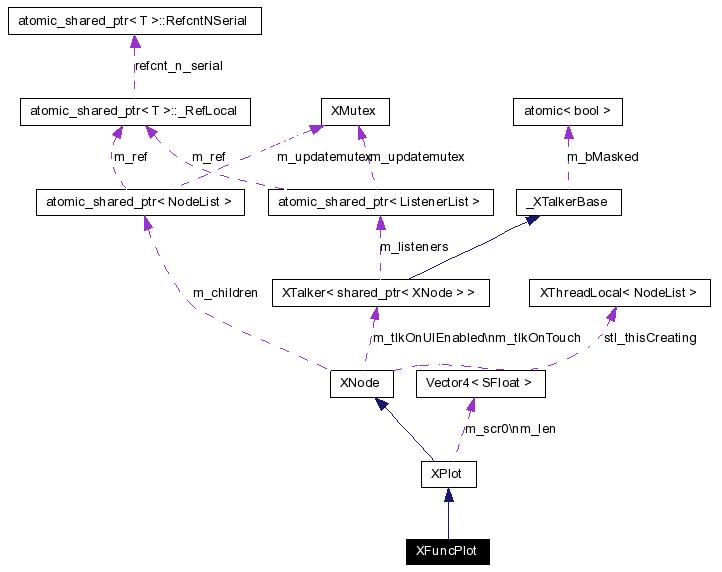 atomic_shared_ptr< T >::RefcntNSerial
refcnt_n_serial
atomic_shared_ptr< T >::_RefLocal
XMutex
atomic< bool >
m_ref
m_ref
m_updatemutex
m_updatemutex
m_bMasked
atomic_shared_ptr< NodeList >
atomic_shared_ptr< ListenerList >
_XTalkerBase
m_listeners
m_children
XTalker< shared_ptr< XNode > >
XThreadLocal< NodeList >
m_tlkOnUIEnabled\nm_tlkOnTouch
stl_thisCreating
XNode
Vector4< SFloat >
m_scr0\nm_len
XPlot
XFuncPlot